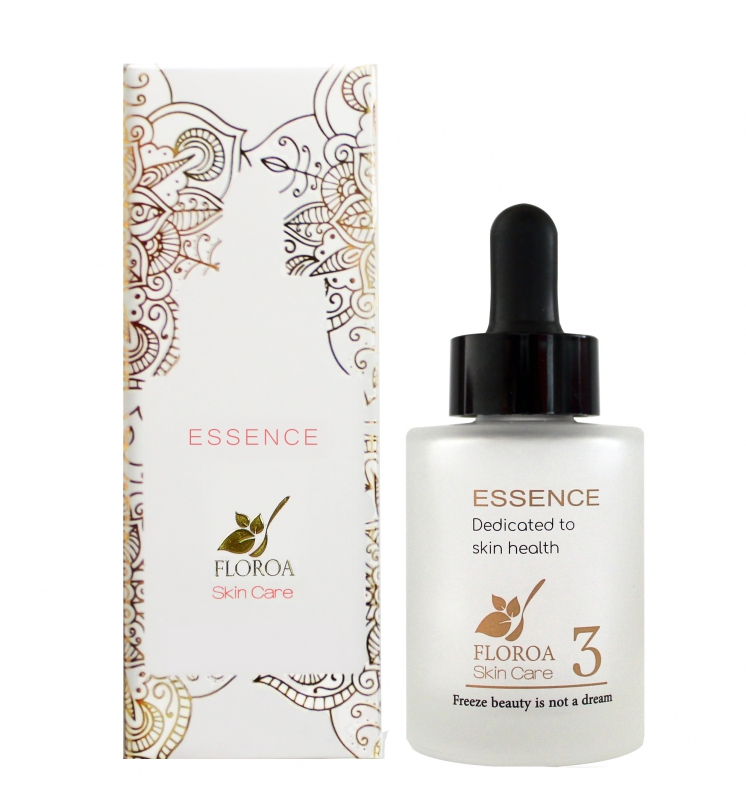 ESSENCE
FLOROA
Skin Care
ESSENCE
Dedicated to
skin health
FLOROA
Skin Care
3
Freeze beauty is not a dream